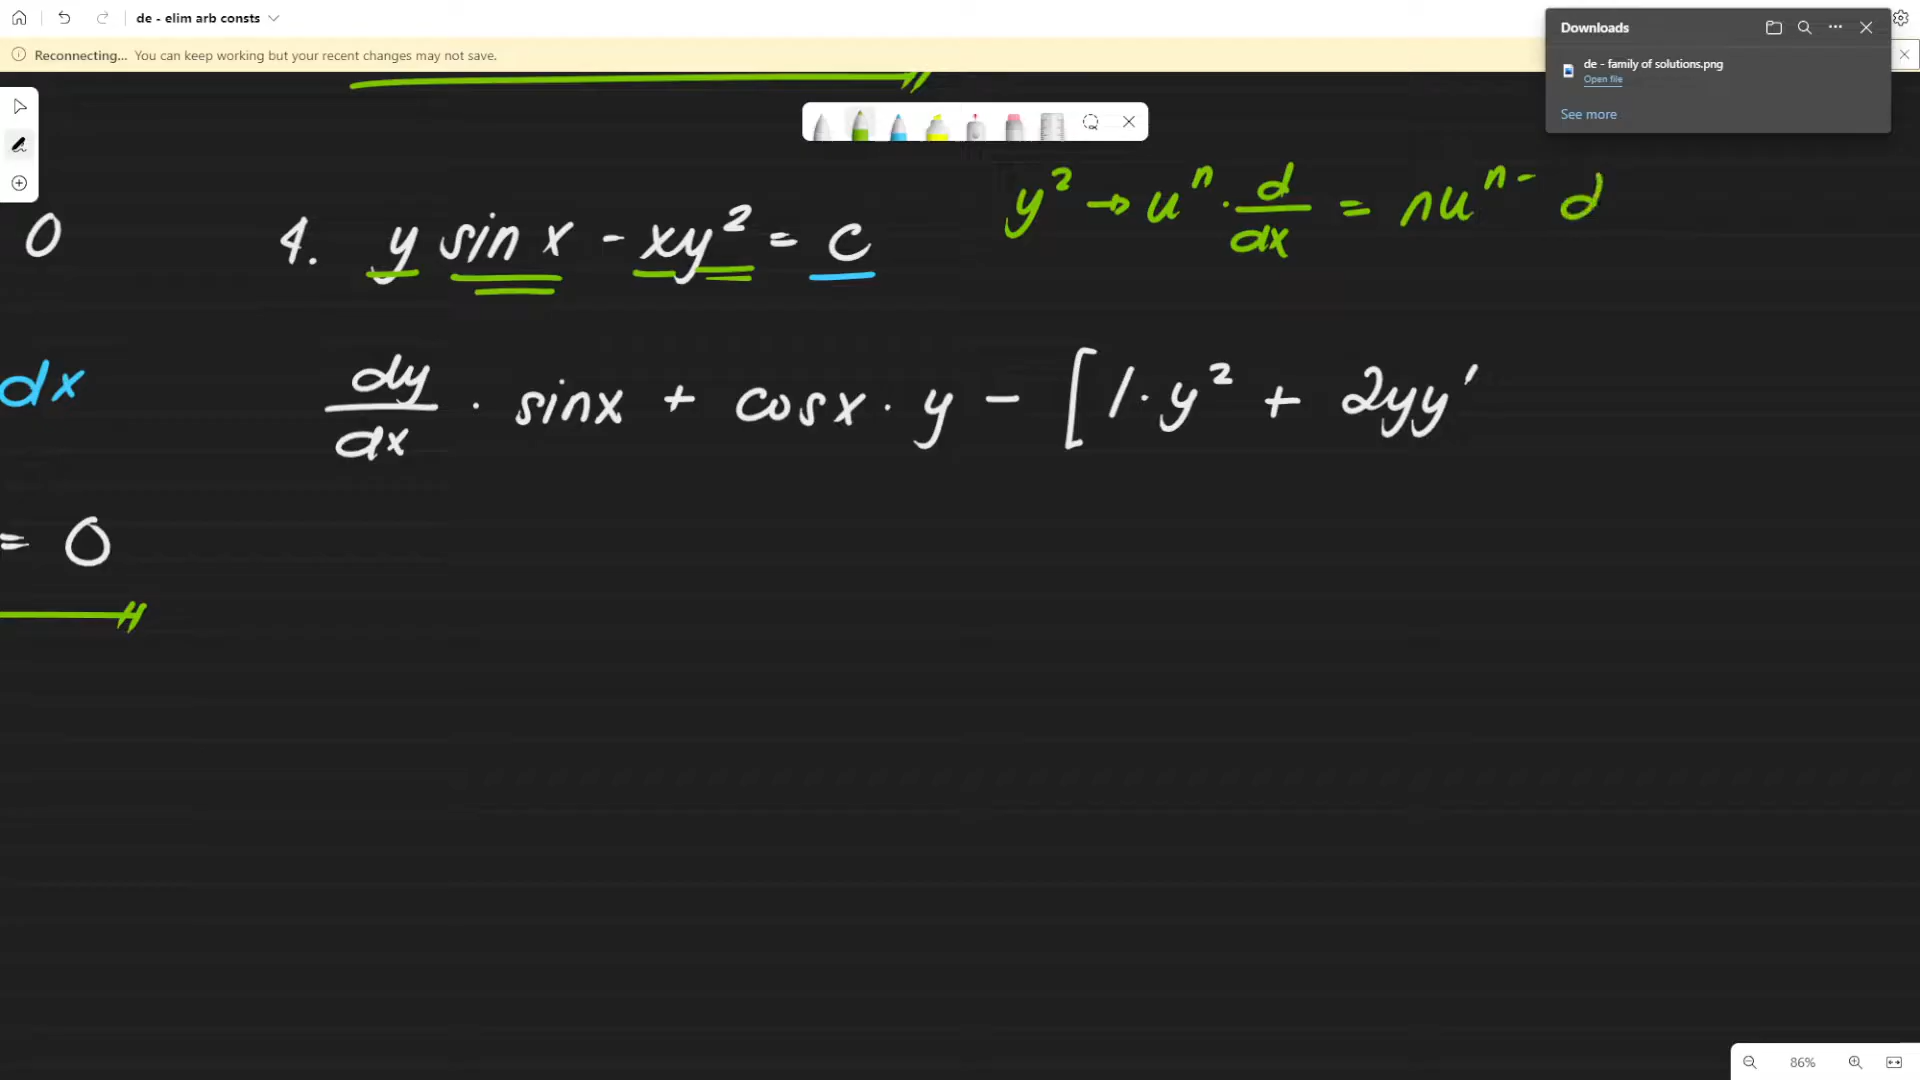 de - elim arb consts
Downloads
de - family of solutions.png
Open file
See more
Reconnecting... You can keep working but your recent changes may not save.
y² → uⁿ · d/dx = nuⁿ⁻ d
0
4. y sin x - xy² = c
dx
dy/dx · sinx + cosx · y - [1·y² + 2yy'
= 0
86%